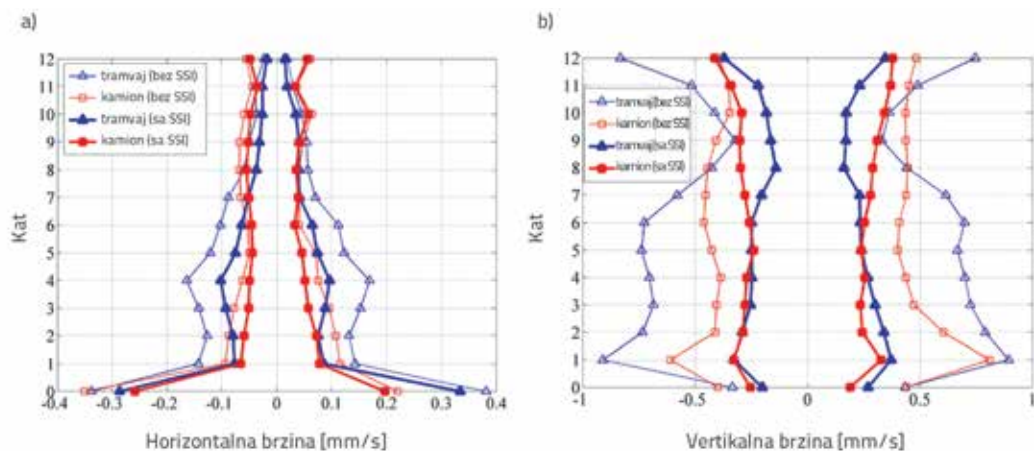 a)
12
11
10
9
8
7
6
5
4
3
2
1
0
Kat
tramvaj (bez SSI)
kamion (bez SSI)
tramvaj (sa SSI)
kamion (sa SSI)
-0.4 -0.3 -0.2 -0.1 0 0.1 0.2 0.3 0.4
Horizontalna brzina [mm/s]
b)
12
11
10
9
8
7
6
5
4
3
2
1
0
Kat
tramvaj(bez SSI)
kamion (bez SSI)
tramvaj(sa SSI)
kamion (sa SSI)
-1 -0.5 0 0.5 1
Vertikalna brzina [mm/s]